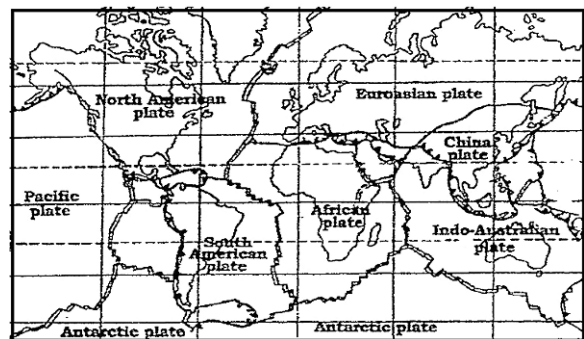 North American
plate
Euroasian plate
China
plate
Pacific
plate
African
plate
South
American
plate
Indo-Australian
plate
Antarctic plate
Antarctic plate